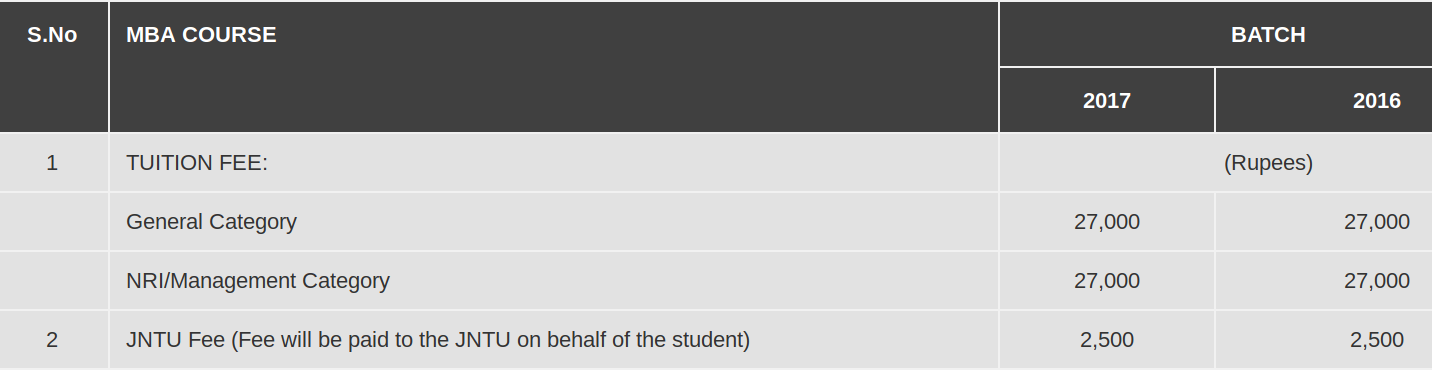 S.No MBA COURSE BATCH
2017 2016
1 TUITION FEE: (Rupees)
General Category 27,000 27,000
NRI/Management Category 27,000 27,000
2 JNTU Fee (Fee will be paid to the JNTU on behalf of the student) 2,500 2,500